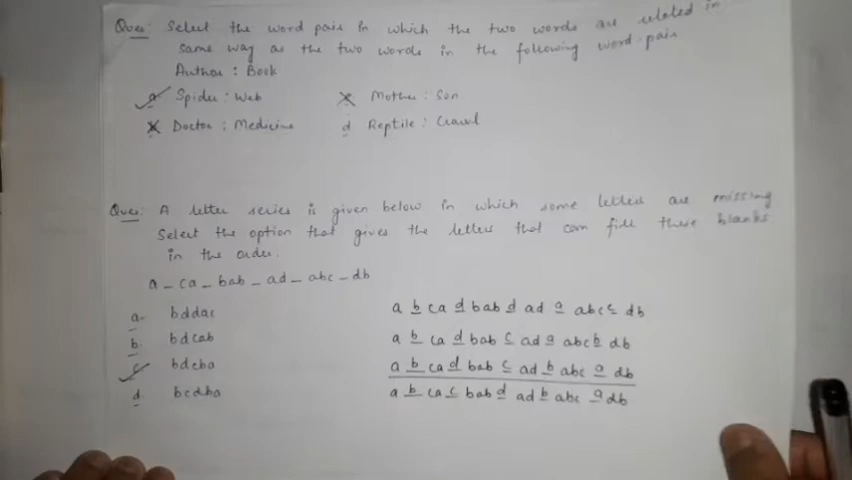 Ques: Select the word pair in which the two words are related in
same way as the two words in the following word-pair
Author : Book
a Spider : Web
Mother : Son
Doctor : Medicine
d Reptile : Crawl
Ques: A letter series is given below in which some letters are missing
Select the option that gives the letters that can fill these blanks
in the order.
a _ ca _ bab _ ad _ abc _ db
a. bddac
a b ca d bab d ad a abc c db
b. bdcab
a b ca d bab c ad a abc b db
c bdcba
a b ca d bab c ad b abc a db
d bcdba
a b ca c bab d ad b abc a db